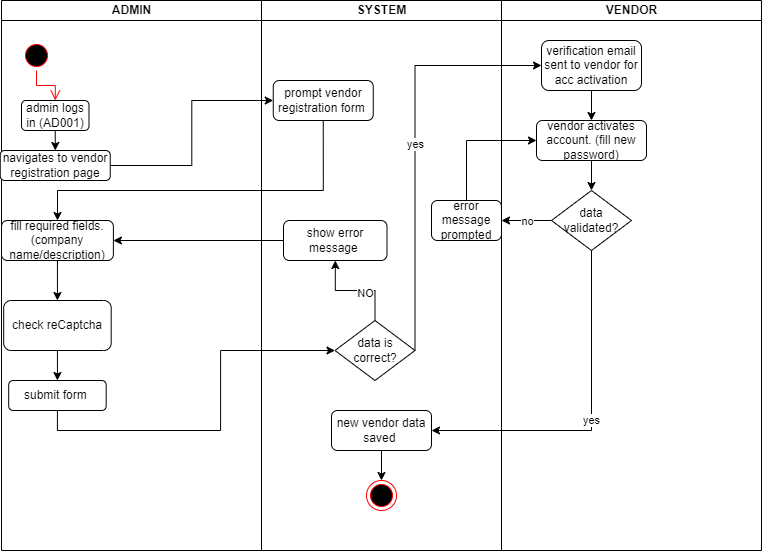 ADMIN
SYSTEM
VENDOR
admin logs
in (AD001)
navigates to vendor
registration page
prompt vendor
registration form
fill required fields.
(company
name/description)
check reCaptcha
submit form
data is
correct?
NO
show error
message
yes
verification email
sent to vendor for
acc activation
vendor activates
account. (fill new
password)
data
validated?
no
error
message
prompted
yes
new vendor data
saved